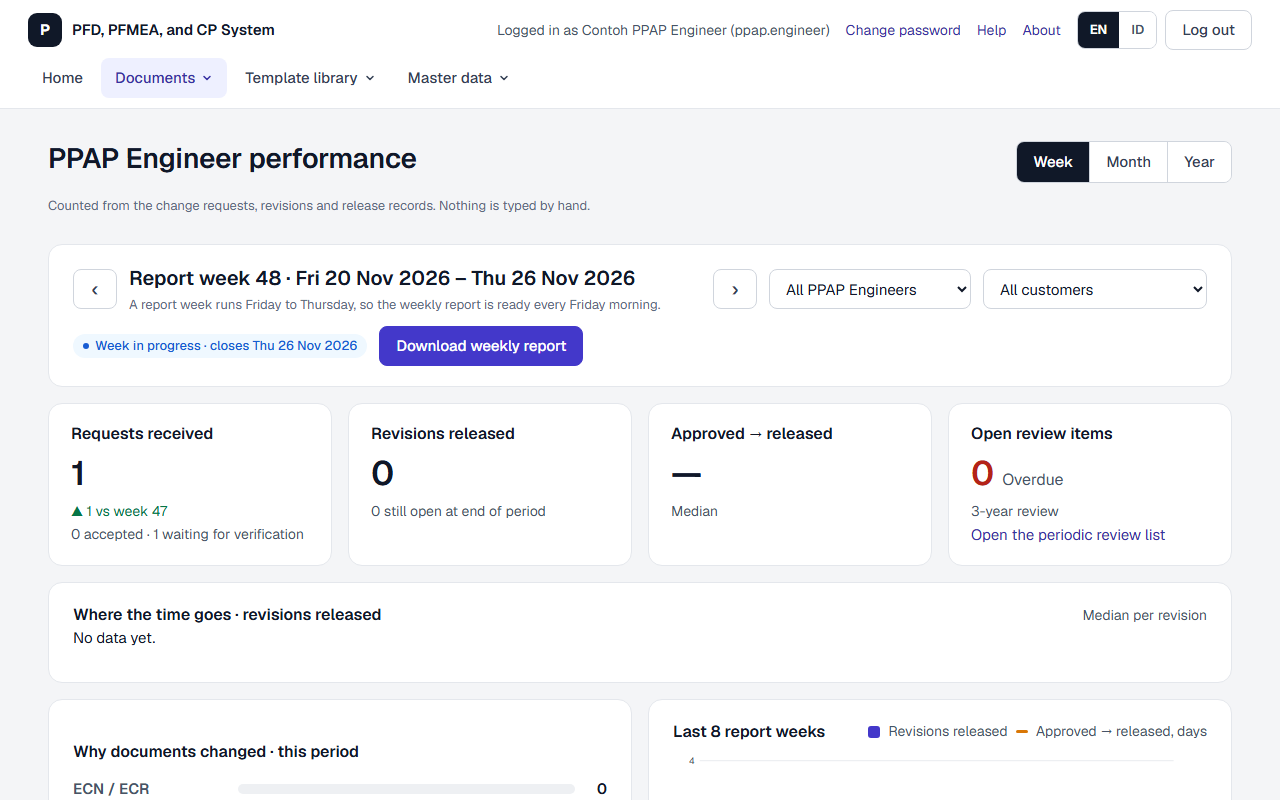 P PFD, PFMEA, and CP System
Logged in as Contoh PPAP Engineer (ppap.engineer) Change password Help About EN ID Log out
Home Documents Template library Master data
PPAP Engineer performance
Week Month Year
Counted from the change requests, revisions and release records. Nothing is typed by hand.
‹ Report week 48 · Fri 20 Nov 2026 – Thu 26 Nov 2026 › All PPAP Engineers All customers
A report week runs Friday to Thursday, so the weekly report is ready every Friday morning.
Week in progress · closes Thu 26 Nov 2026 Download weekly report
Requests received
1
▲ 1 vs week 47
0 accepted · 1 waiting for verification
Revisions released
0
0 still open at end of period
Approved → released
—
Median
Open review items
0 Overdue
3-year review
Open the periodic review list
Where the time goes · revisions released Median per revision
No data yet.
Why documents changed · this period
ECN / ECR 0
Last 8 report weeks Revisions released Approved → released, days
4